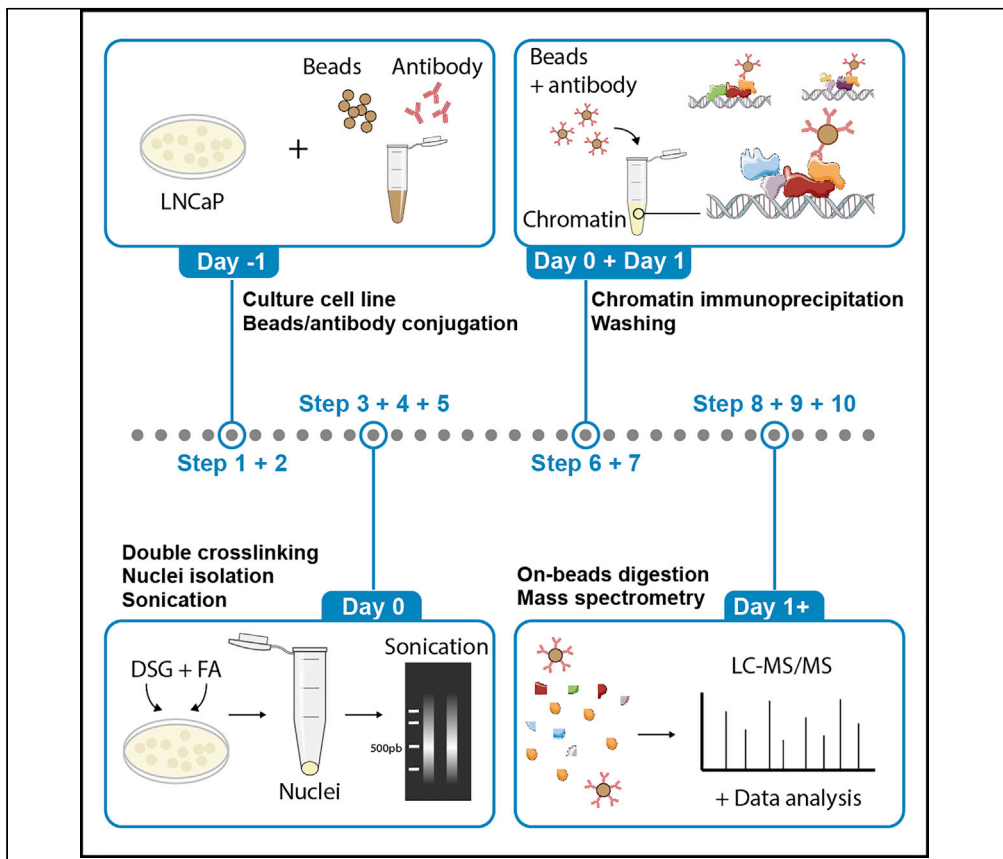 Beads
Antibody
+
LNCaP
Day -1
Culture cell line
Beads/antibody conjugation
Beads
+ antibody
Chromatin
Day 0 + Day 1
Chromatin immunoprecipitation
Washing
Step 3 + 4 + 5
Step 8 + 9 + 10
Step 1 + 2
Step 6 + 7
Double crosslinking
Nuclei isolation
Sonication
Day 0
DSG + FA
Nuclei
Sonication
500pb
On-beads digestion
Mass spectrometry
Day 1+
LC-MS/MS
+ Data analysis